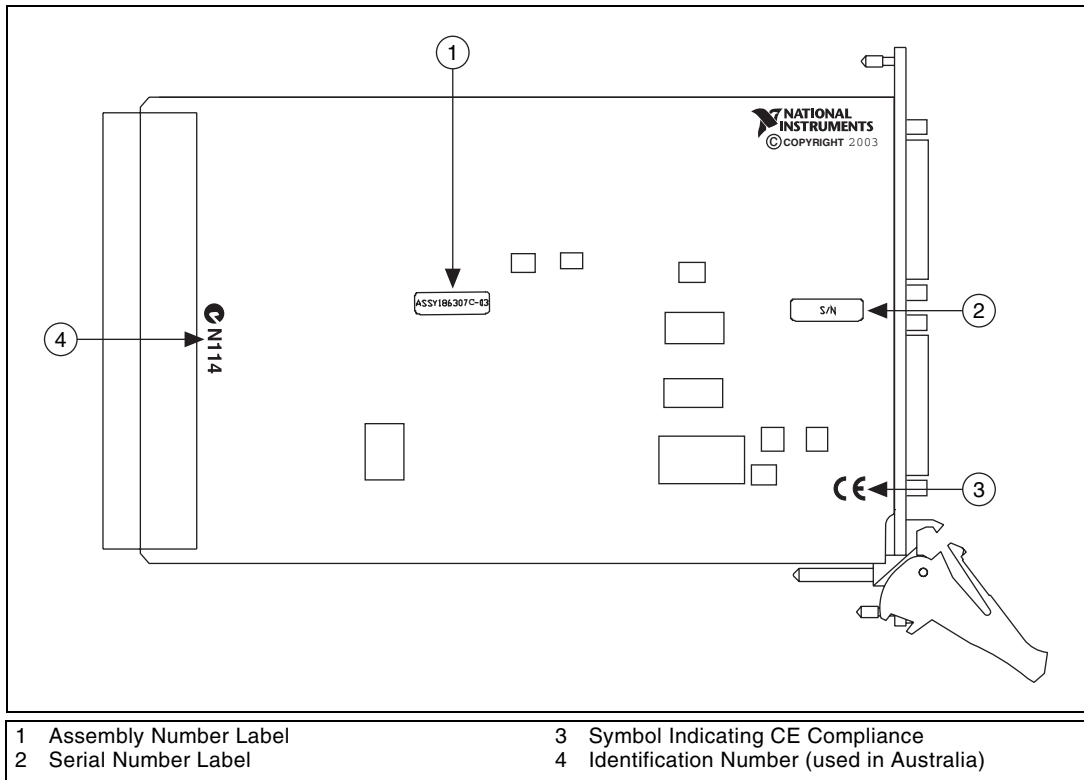 1
NATIONAL
INSTRUMENTS
© COPYRIGHT 2003
ASSY186307C-03
S/N
2
4
N114
CE
3
1 Assembly Number Label
2 Serial Number Label
3 Symbol Indicating CE Compliance
4 Identification Number (used in Australia)